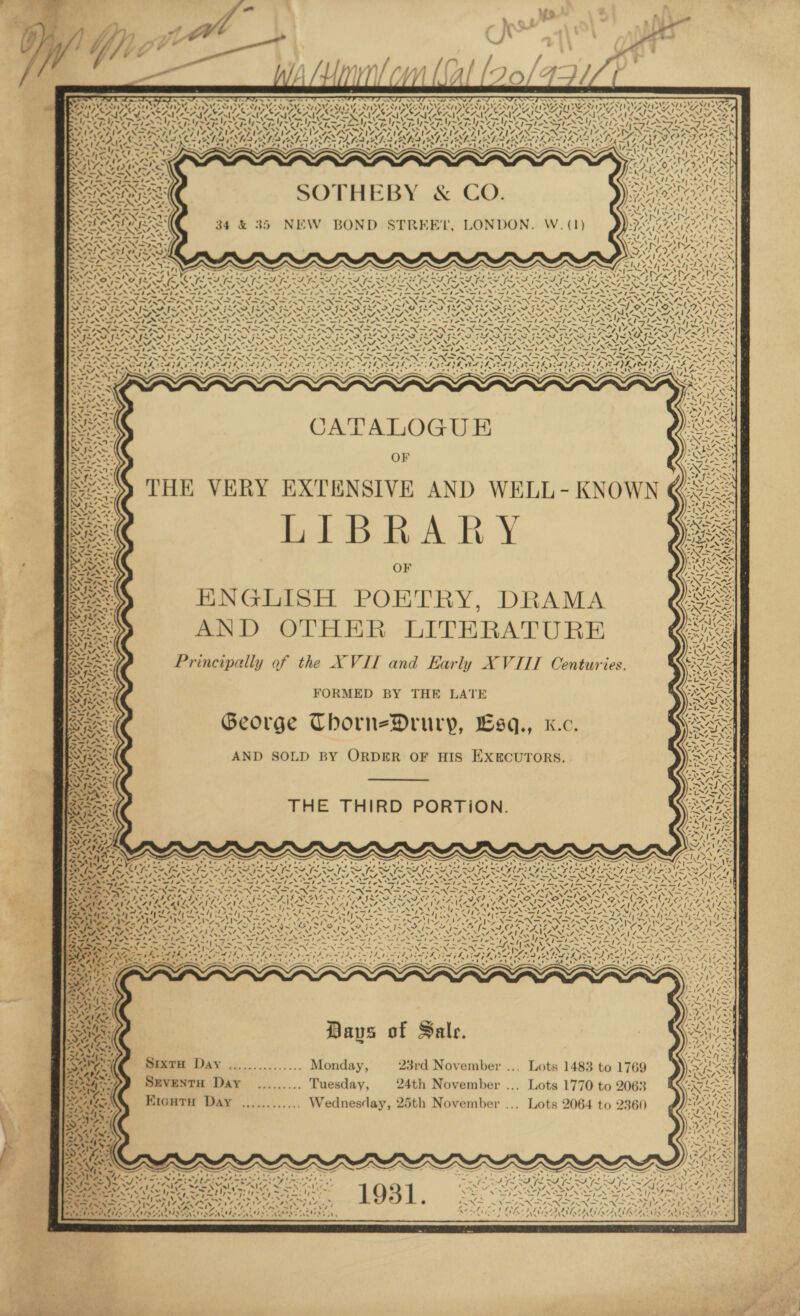 SOTHEBY & CO.
34 & 35 NEW BOND STREET, LONDON. W.(1)
CATALOGUE
OF
THE VERY EXTENSIVE AND WELL-KNOWN
LIBRARY
OF
ENGLISH POETRY, DRAMA
AND OTHER LITERATURE
Principally of the XVII and Early XVIII Centuries.
FORMED BY THE LATE
George Thorn=Drury, Esq., K.C.
AND SOLD BY ORDER OF HIS EXECUTORS.
THE THIRD PORTION.
Days of Sale.
SIXTH DAY ............... Monday, 23rd November ... Lots 1483 to 1769
SEVENTH DAY ......... Tuesday, 24th November ... Lots 1770 to 2063
EIGHTH DAY ............ Wednesday, 25th November ... Lots 2064 to 2360
1931.